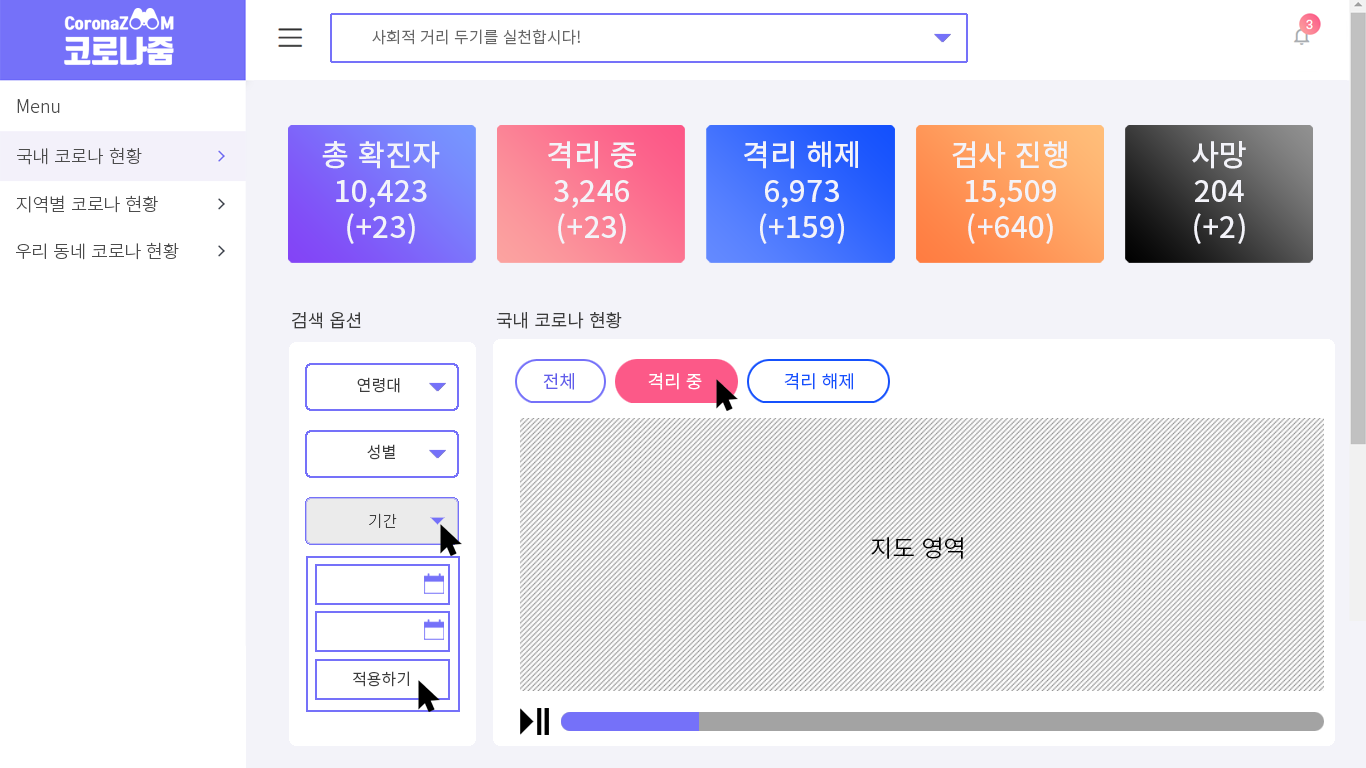 CoronaZOOM
코로나줌
사회적 거리 두기를 실천합시다!
3
Menu
국내 코로나 현황
지역별 코로나 현황
우리 동네 코로나 현황
총 확진자
10,423
(+23)
격리 중
3,246
(+23)
격리 해제
6,973
(+159)
검사 진행
15,509
(+640)
사망
204
(+2)
검색 옵션
연령대
성별
기간
적용하기
국내 코로나 현황
전체
격리 중
격리 해제
지도 영역